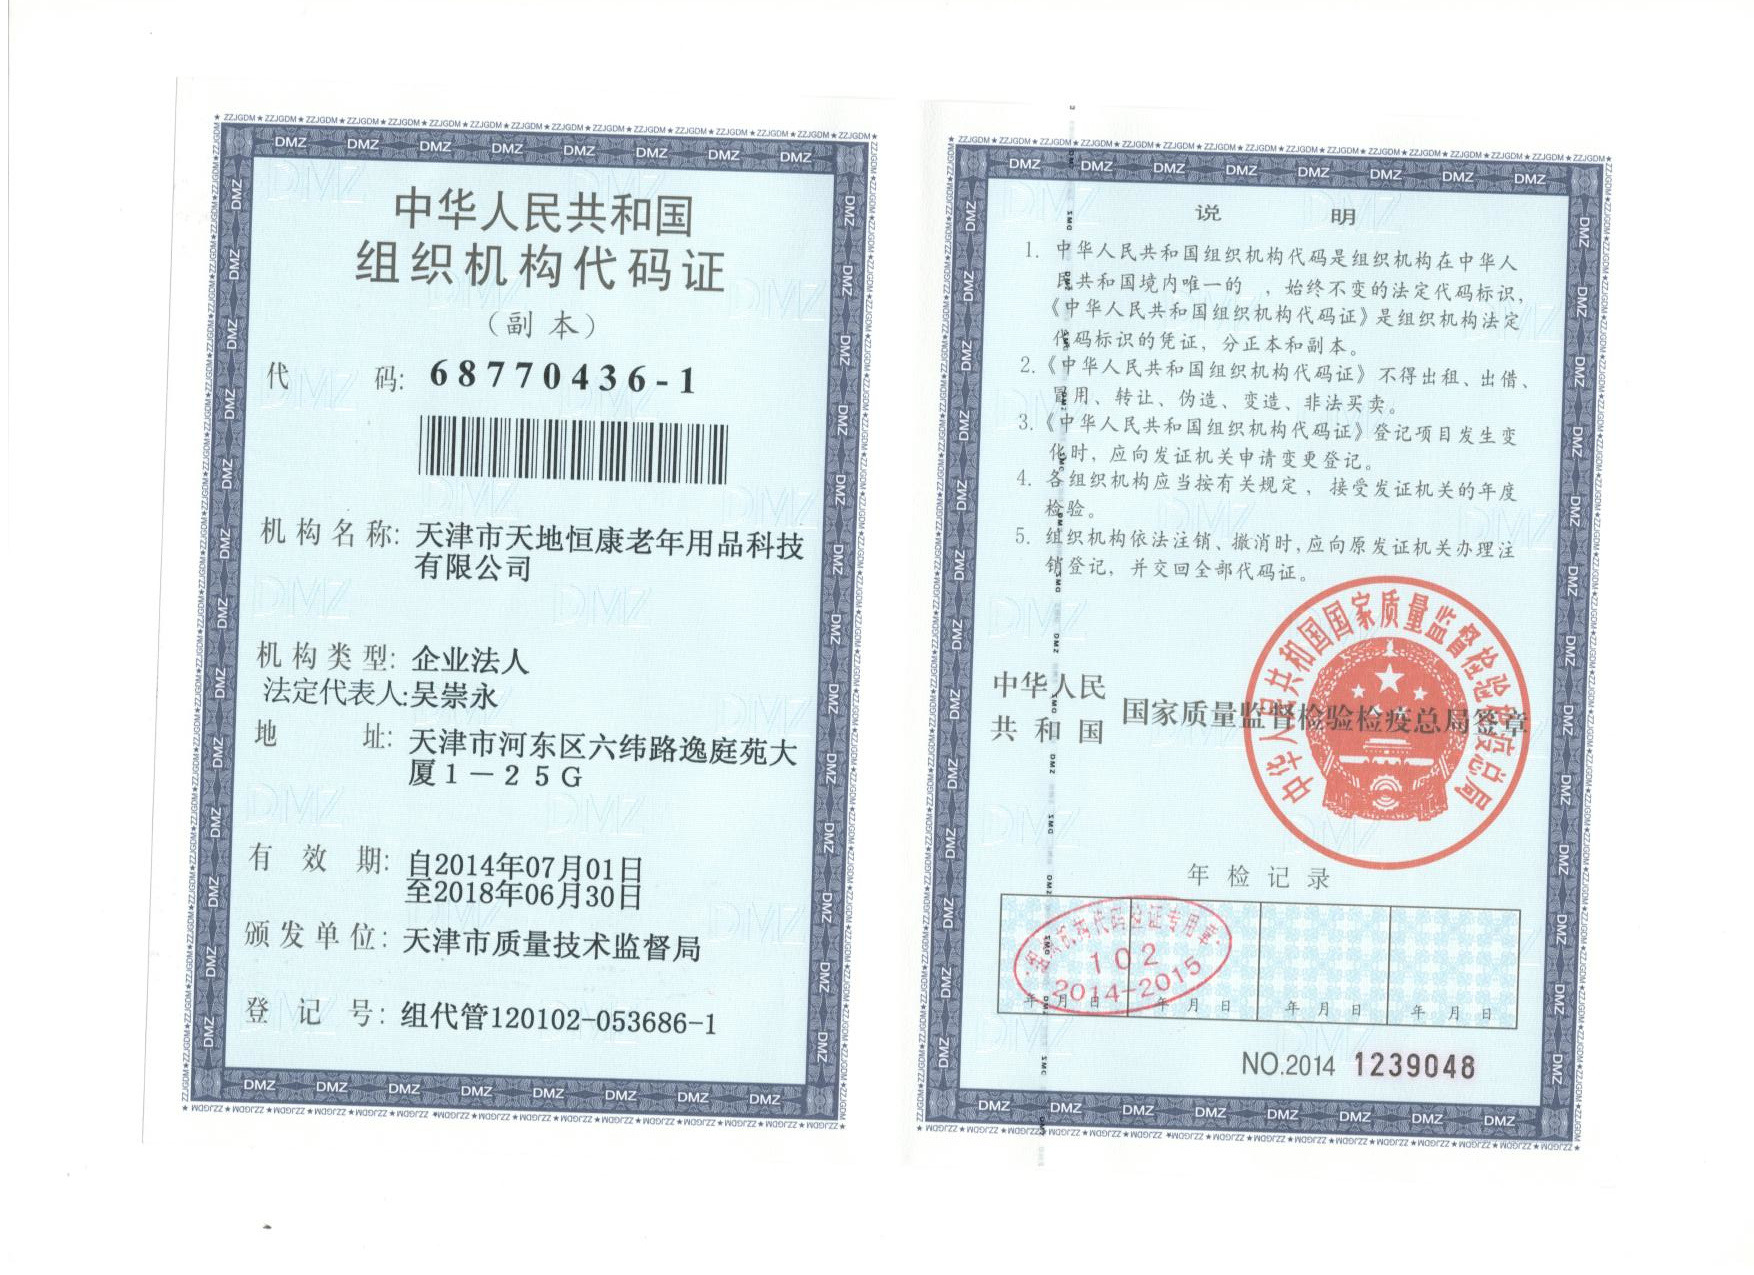 中华人民共和国
组织机构代码证
（副本）
代 码: 68770436-1
机构名称: 天津市天地恒康老年用品科技
有限公司
机构类型: 企业法人
法定代表人:吴崇永
地 址: 天津市河东区六纬路逸庭苑大
厦1－25G
有 效 期: 自2014年07月01日
至2018年06月30日
颁发单位: 天津市质量技术监督局
登 记 号: 组代管120102-053686-1
说 明
1. 中华人民共和国组织机构代码是组织机构在中华人
民共和国境内唯一的 ，始终不变的法定代码标识，
《中华人民共和国组织机构代码证》是组织机构法定
代码标识的凭证，分正本和副本。
2.《中华人民共和国组织机构代码证》不得出租、出借、
冒用、转让、伪造、变造、非法买卖。
3.《中华人民共和国组织机构代码证》登记项目发生变
化时，应向发证机关申请变更登记。
4. 各组织机构应当按有关规定，接受发证机关的年度
检验。
5. 组织机构依法注销、撤消时,应向原发证机关办理注
销登记，并交回全部代码证。
中华人民
共和国
国家质量监督检验检疫总局签章
中华人民共和国国家质量监督检验检疫总局
年检记录
组织机构代码验证专用章
102
2014-2015
年 月 日 年 月 日 年 月 日 年 月 日
NO.2014 1239048